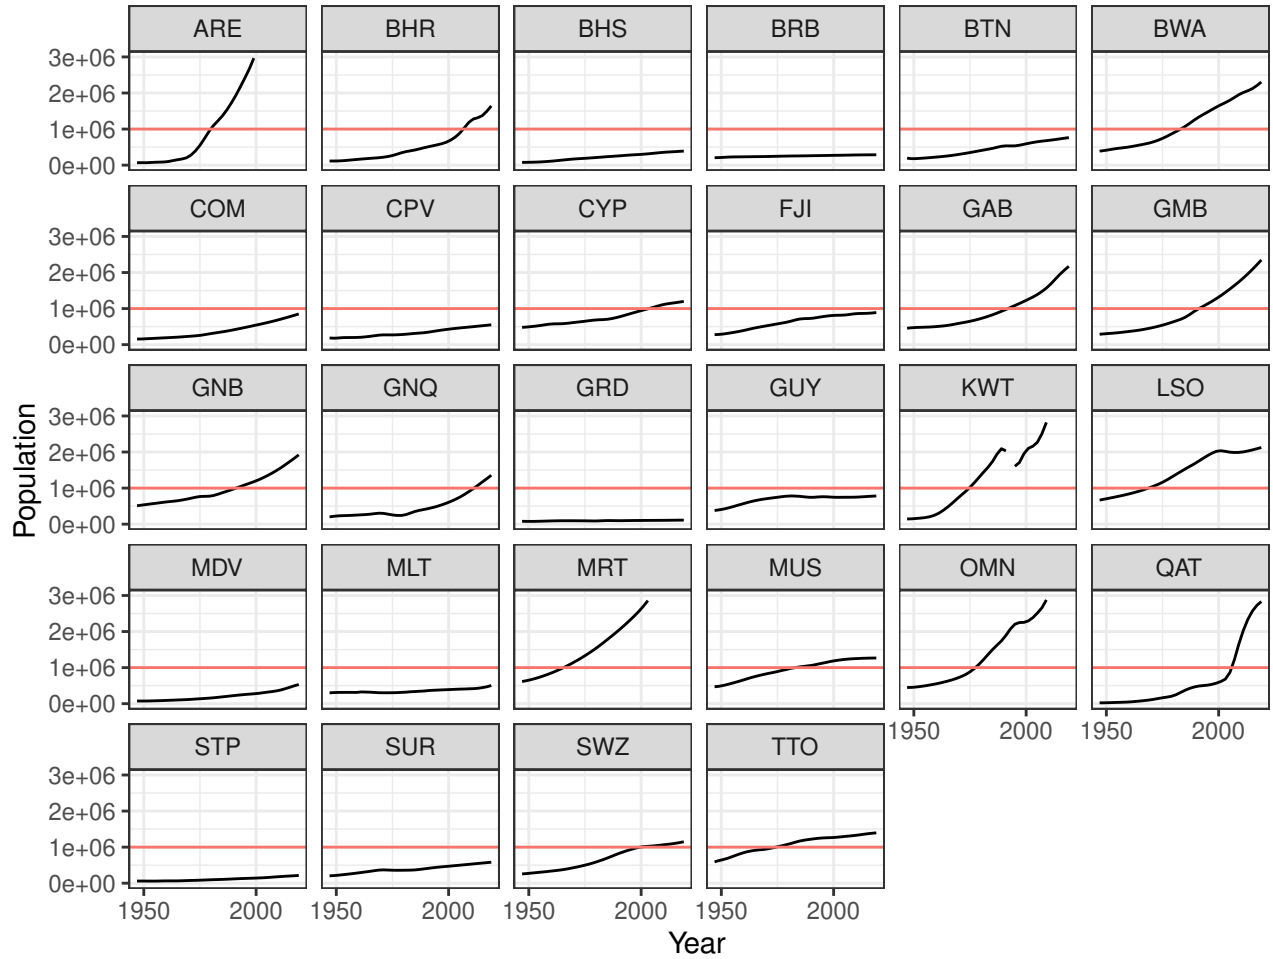 ARE BHR BHS BRB BTN BWA
3e+06
2e+06
1e+06
0e+00
COM CPV CYP FJI GAB GMB
3e+06
2e+06
1e+06
0e+00
GNB GNQ GRD GUY KWT LSO
3e+06
2e+06
1e+06
0e+00
Population
MDV MLT MRT MUS OMN QAT
3e+06
2e+06
1e+06
0e+00
1950 2000 1950 2000
STP SUR SWZ TTO
3e+06
2e+06
1e+06
0e+00
1950 2000 1950 2000 1950 2000 1950 2000
Year